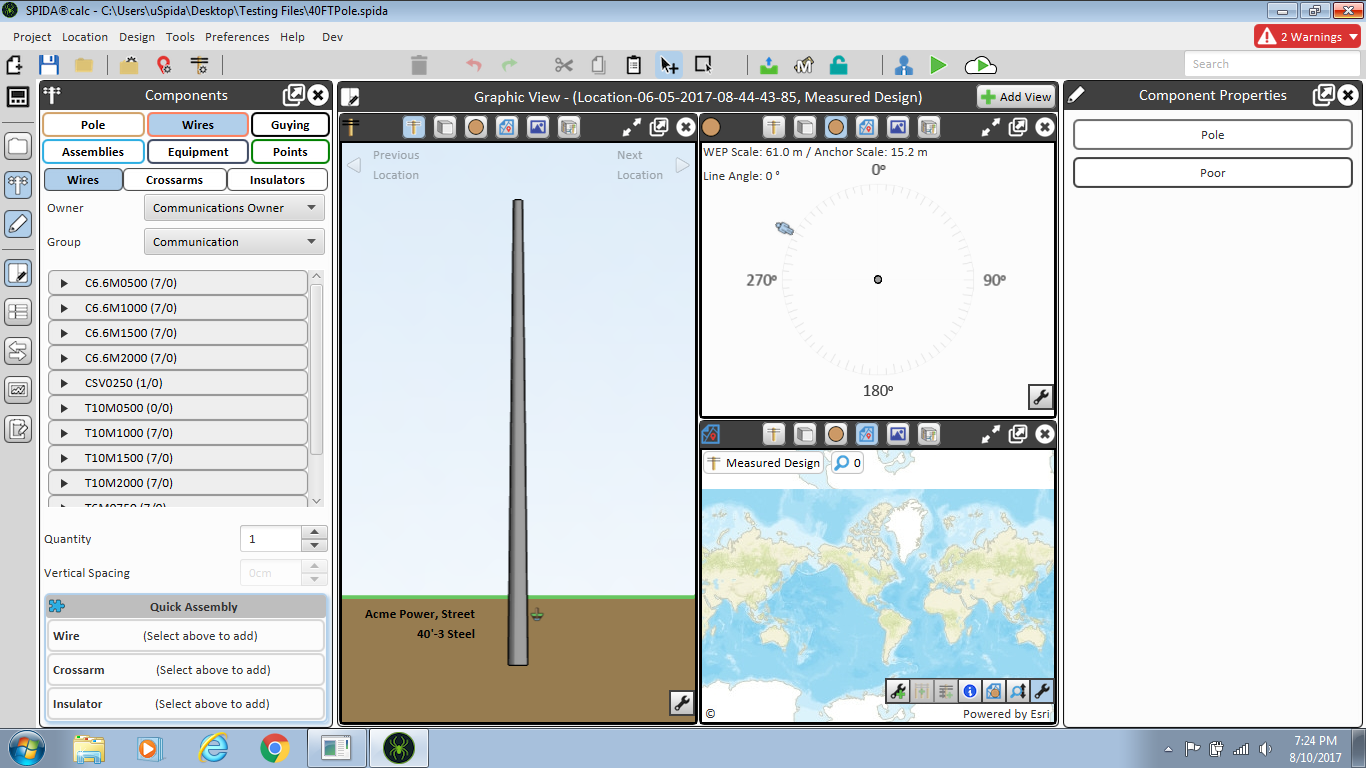 SPIDA®calc - C:\Users\uSpida\Desktop\Testing Files\40FTPole.spida
Project Location Design Tools Preferences Help Dev
2 Warnings
Search
Components
Pole Wires Guying
Assemblies Equipment Points
Wires Crossarms Insulators
Owner Communications Owner
Group Communication
C6.6M0500 (7/0)
C6.6M1000 (7/0)
C6.6M1500 (7/0)
C6.6M2000 (7/0)
CSV0250 (1/0)
T10M0500 (0/0)
T10M1000 (7/0)
T10M1500 (7/0)
T10M2000 (7/0)
T6M0750 (7/0)
Quantity 1
Vertical Spacing 0cm
Quick Assembly
Wire (Select above to add)
Crossarm (Select above to add)
Insulator (Select above to add)
Graphic View - (Location-06-05-2017-08-44-43-85, Measured Design)
Add View
Previous
Location
Next
Location
Acme Power, Street
40'-3 Steel
WEP Scale: 61.0 m / Anchor Scale: 15.2 m
Line Angle: 0 °
0º
270º
90º
180º
Measured Design
0
©
Powered by Esri
Component Properties
Pole
Poor
7:24 PM
8/10/2017